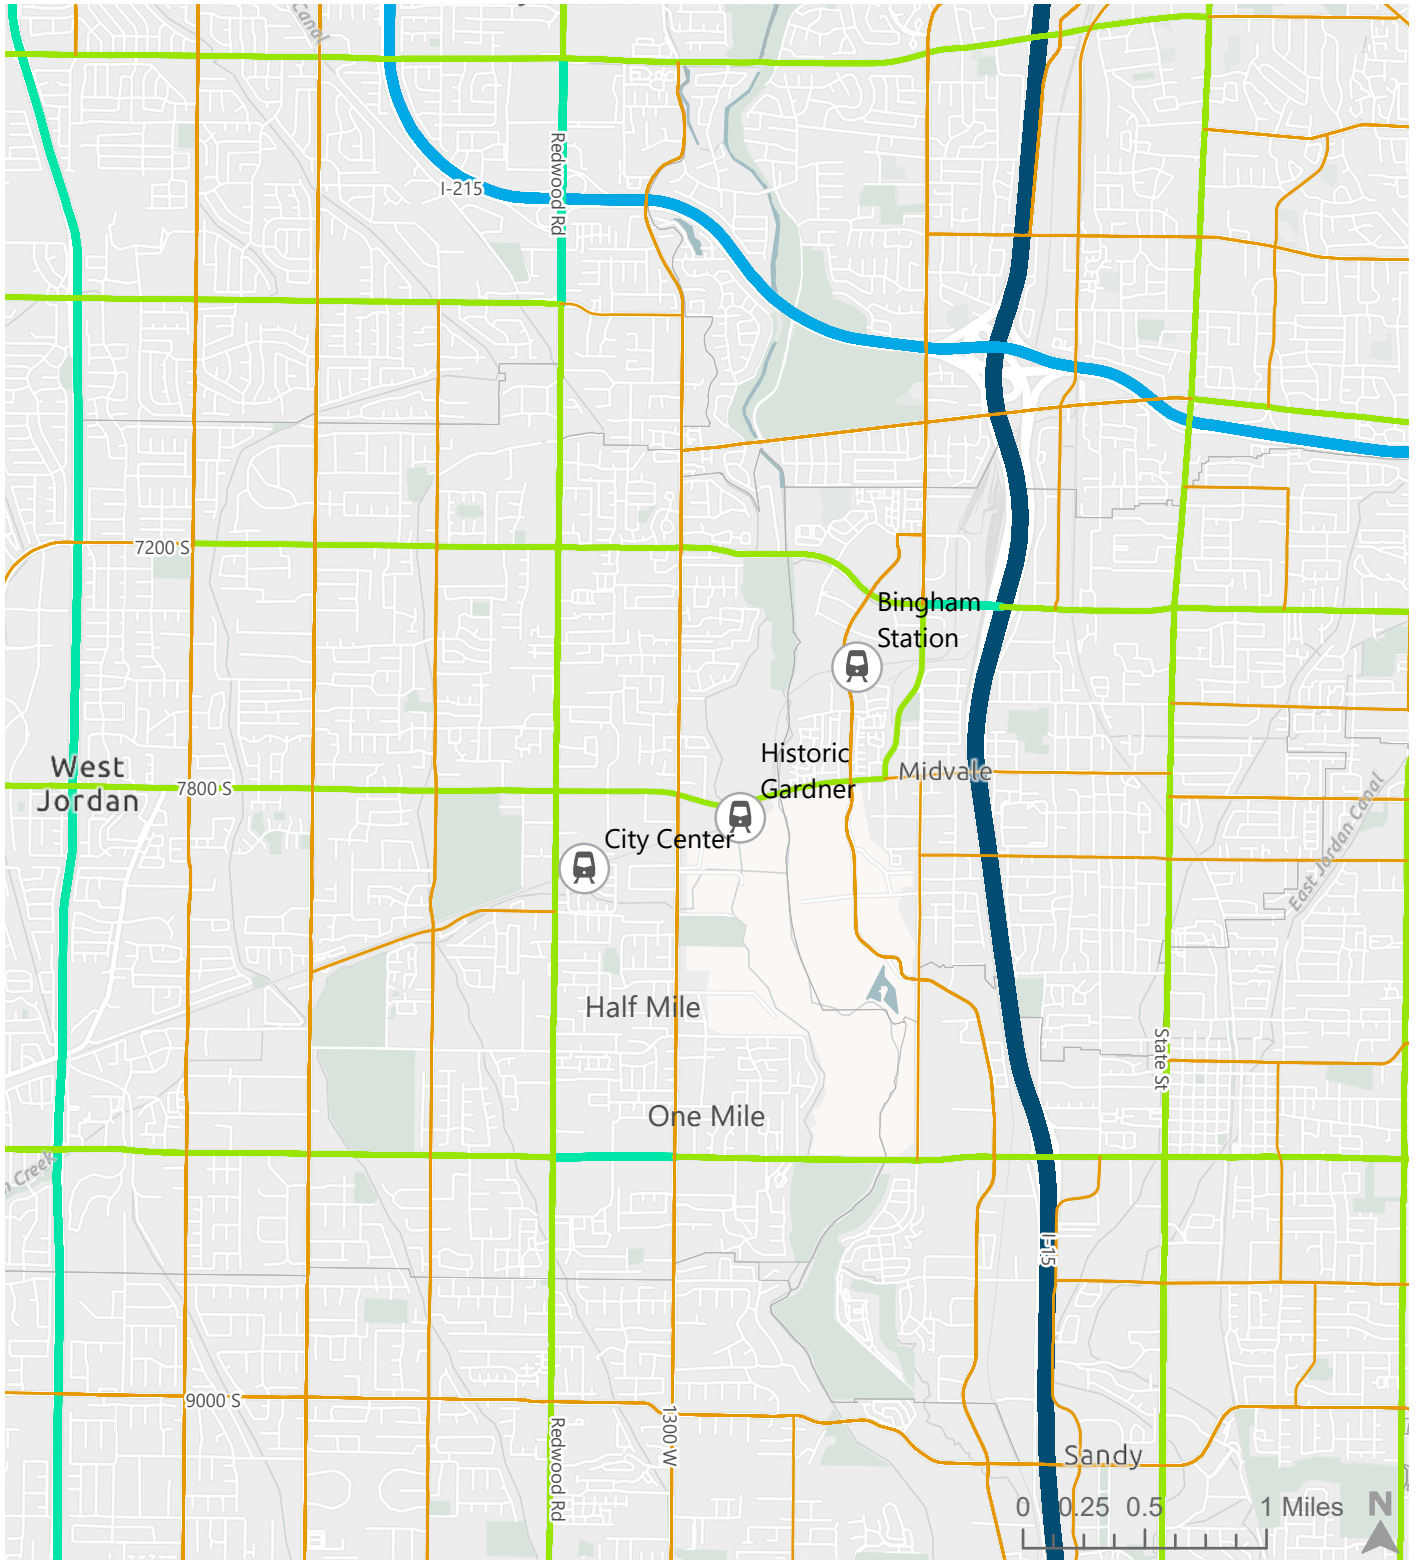 Canal
Redwood Rd
I-215
7200 S
Bingham
Station
West
Jordan
7800 S
Historic
Gardner
Midvale
City Center
East Jordan Canal
Half Mile
State St
One Mile
Creek
I-15
9000 S
1300 W
Redwood Rd
Sandy
0 0.25 0.5 1 Miles
N